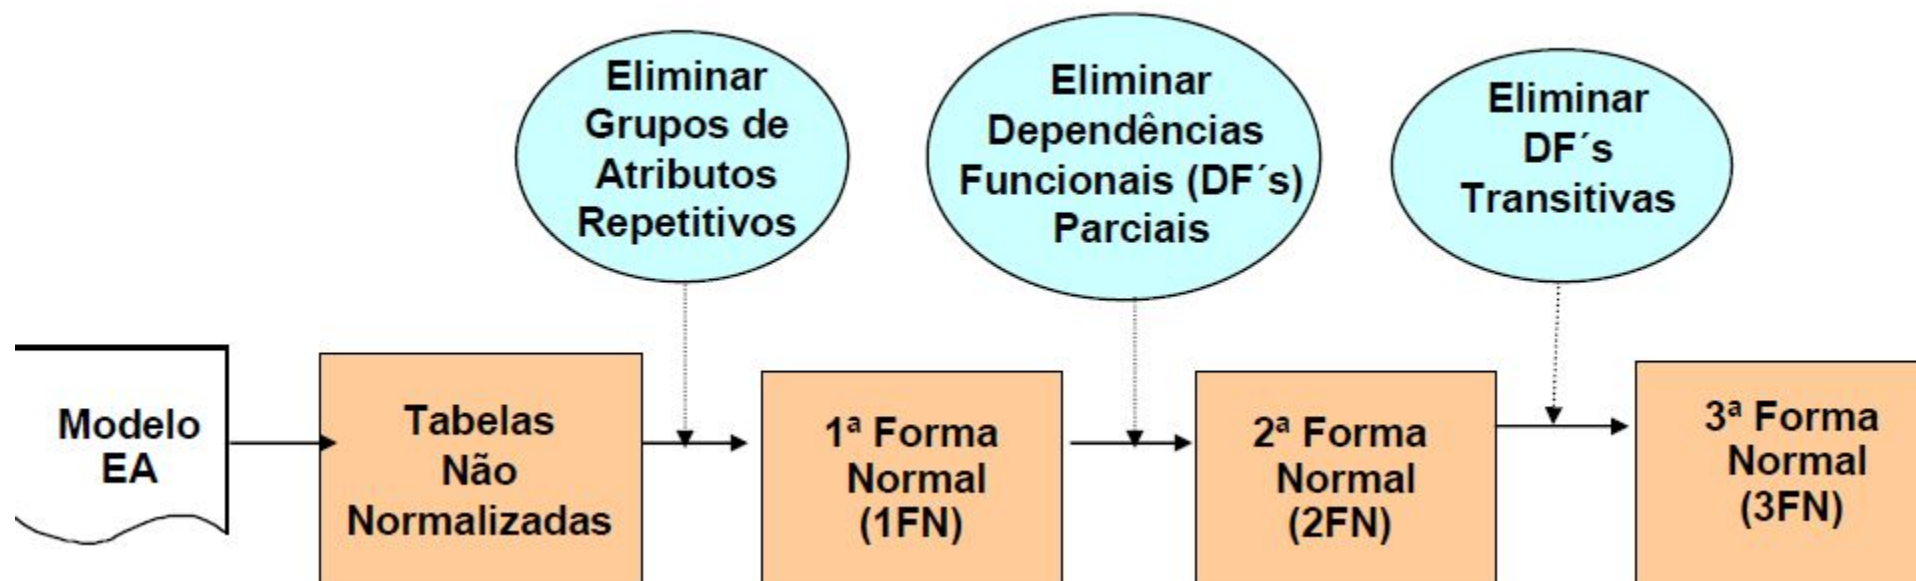 Eliminar
Grupos de
Atributos
Repetitivos
Eliminar
Dependências
Funcionais (DF´s)
Parciais
Eliminar
DF´s
Transitivas
Modelo
EA
Tabelas
Não
Normalizadas
1ª Forma
Normal
(1FN)
2ª Forma
Normal
(2FN)
3ª Forma
Normal
(3FN)